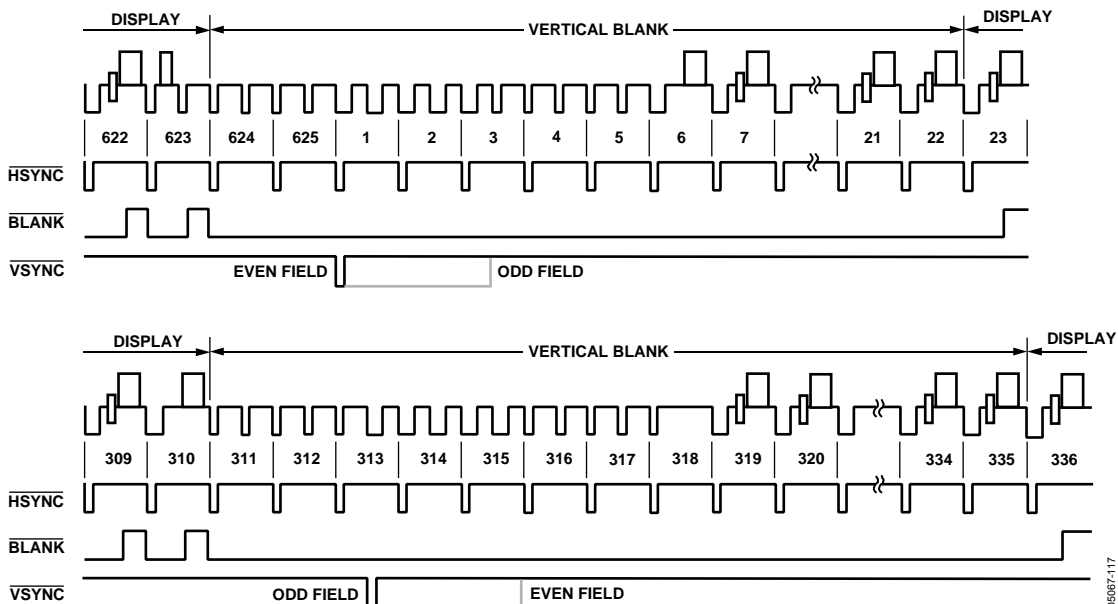 DISPLAY VERTICAL BLANK DISPLAY
622 623 624 625 1 2 3 4 5 6 7 21 22 23
HSYNC
BLANK
VSYNC EVEN FIELD ODD FIELD
DISPLAY VERTICAL BLANK DISPLAY
309 310 311 312 313 314 315 316 317 318 319 320 334 335 336
HSYNC
BLANK
VSYNC ODD FIELD EVEN FIELD
05067-117